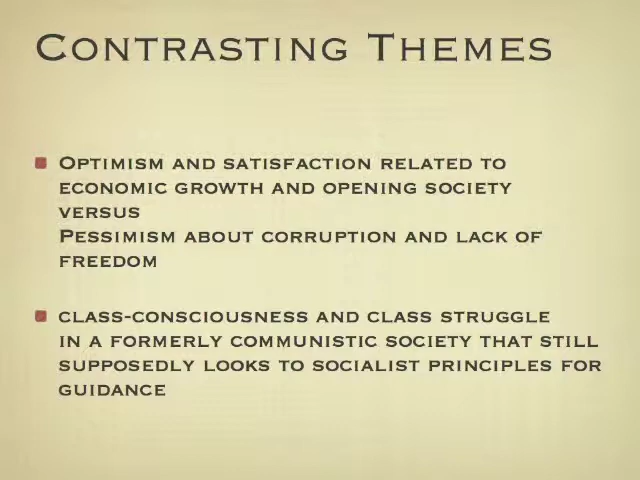 Contrasting Themes
Optimism and satisfaction related to
economic growth and opening society
versus
Pessimism about corruption and lack of
freedom
class-consciousness and class struggle
in a formerly communistic society that still
supposedly looks to socialist principles for
guidance